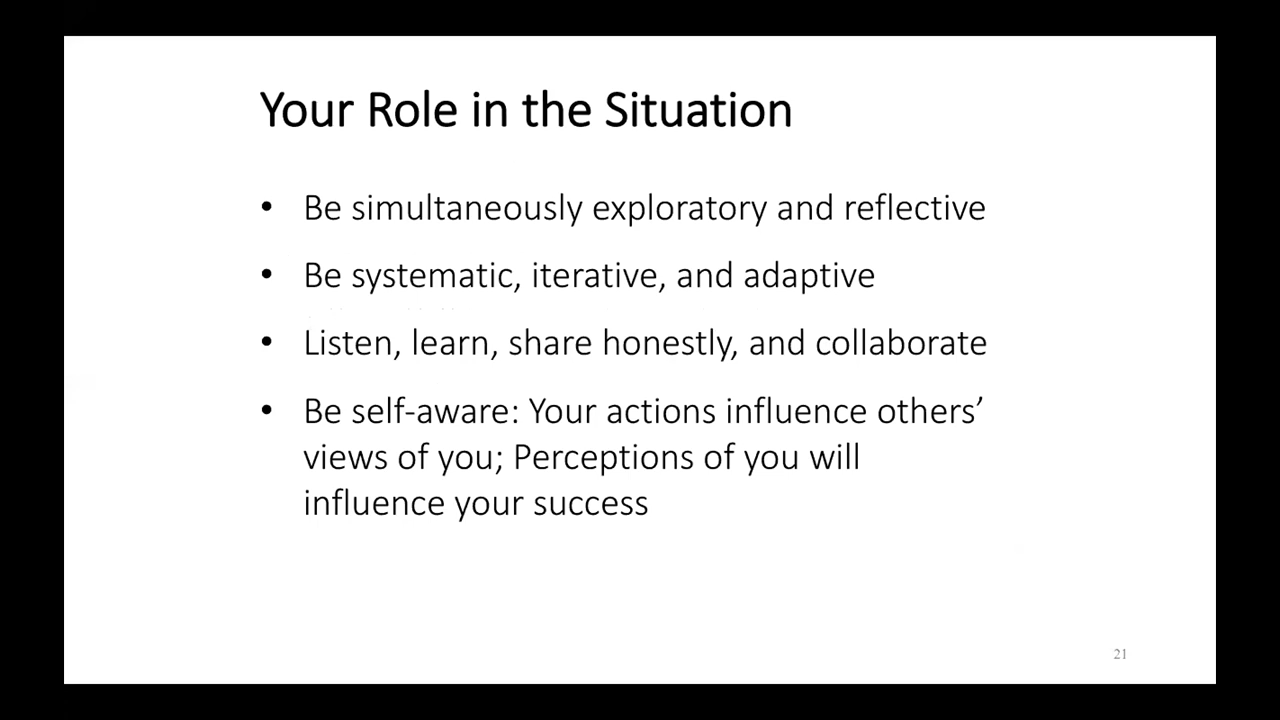 Your Role in the Situation
• Be simultaneously exploratory and reflective
• Be systematic, iterative, and adaptive
• Listen, learn, share honestly, and collaborate
• Be self-aware: Your actions influence others’
views of you; Perceptions of you will
influence your success
21